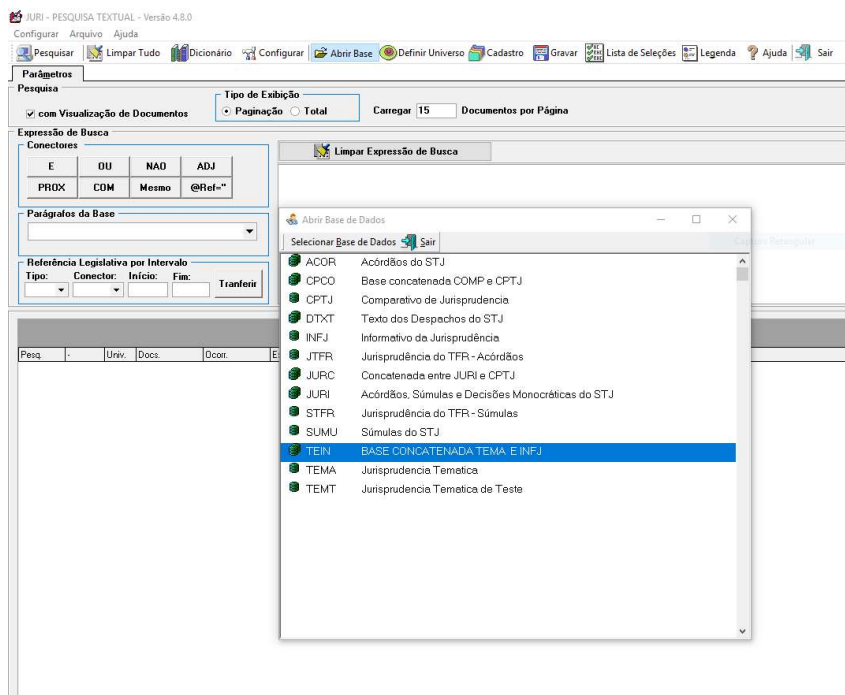 JURI - PESQUISA TEXTUAL - Versão 4.8.0
Configurar Arquivo Ajuda
Pesquisar Limpar Tudo Dicionário Configurar Abrir Base Definir Universo Cadastro Gravar Lista de Seleções Legenda Ajuda Sair
Parâmetros
Pesquisa
com Visualização de Documentos
Tipo de Exibição
Paginação Total
Carregar 15 Documentos por Página
Expressão de Busca
Conectores
E OU NAO ADJ
PROX COM Mesmo @Ref="
Limpar Expressão de Busca
Parágrafos da Base
Referência Legislativa por Intervalo
Tipo: Conector: Início: Fim:
Tranferir
Pesq. - Univ. Docs. Ocorr. E
Abrir Base de Dados
Selecionar Base de Dados Sair
ACOR Acórdãos do STJ
CPCO Base concatenada COMP e CPTJ
CPTJ Comparativo de Jurisprudencia
DTXT Texto dos Despachos do STJ
INFJ Informativo da Jurisprudência
JTFR Jurisprudência do TFR - Acórdãos
JURC Concatenada entre JURI e CPTJ
JURI Acórdãos, Súmulas e Decisões Monocráticas do STJ
STFR Jurisprudência do TFR - Súmulas
SUMU Súmulas do STJ
TEIN BASE CONCATENADA TEMA E INFJ
TEMA Jurisprudencia Tematica
TEMT Jurisprudencia Tematica de Teste